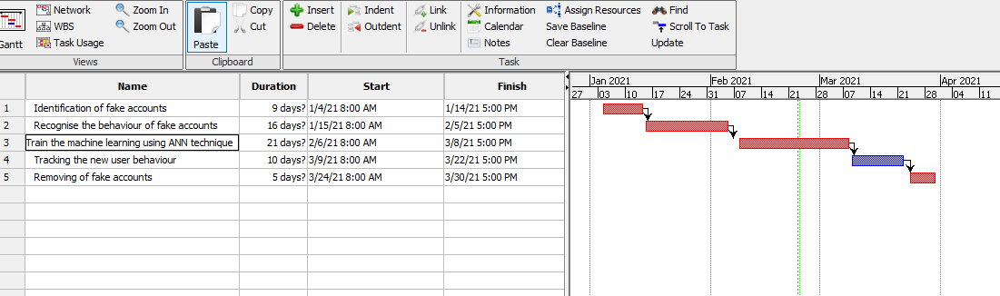 Network Zoom In Copy Insert Indent Link Information Assign Resources Find
WBS Zoom Out Cut Delete Outdent Unlink Calendar Save Baseline Scroll To Task
Gantt Task Usage Paste Notes Clear Baseline Update
Views Clipboard Task
Name Duration Start Finish Jan 2021 Feb 2021 Mar 2021 Apr 2021
27 03 10 17 24 31 07 14 21 28 07 14 21 28 04 11
1 Identification of fake accounts 9 days? 1/4/21 8:00 AM 1/14/21 5:00 PM
2 Recognise the behaviour of fake accounts 16 days? 1/15/21 8:00 AM 2/5/21 5:00 PM
3 Train the machine learning using ANN technique 21 days? 2/6/21 8:00 AM 3/8/21 5:00 PM
4 Tracking the new user behaviour 10 days? 3/9/21 8:00 AM 3/22/21 5:00 PM
5 Removing of fake accounts 5 days? 3/24/21 8:00 AM 3/30/21 5:00 PM